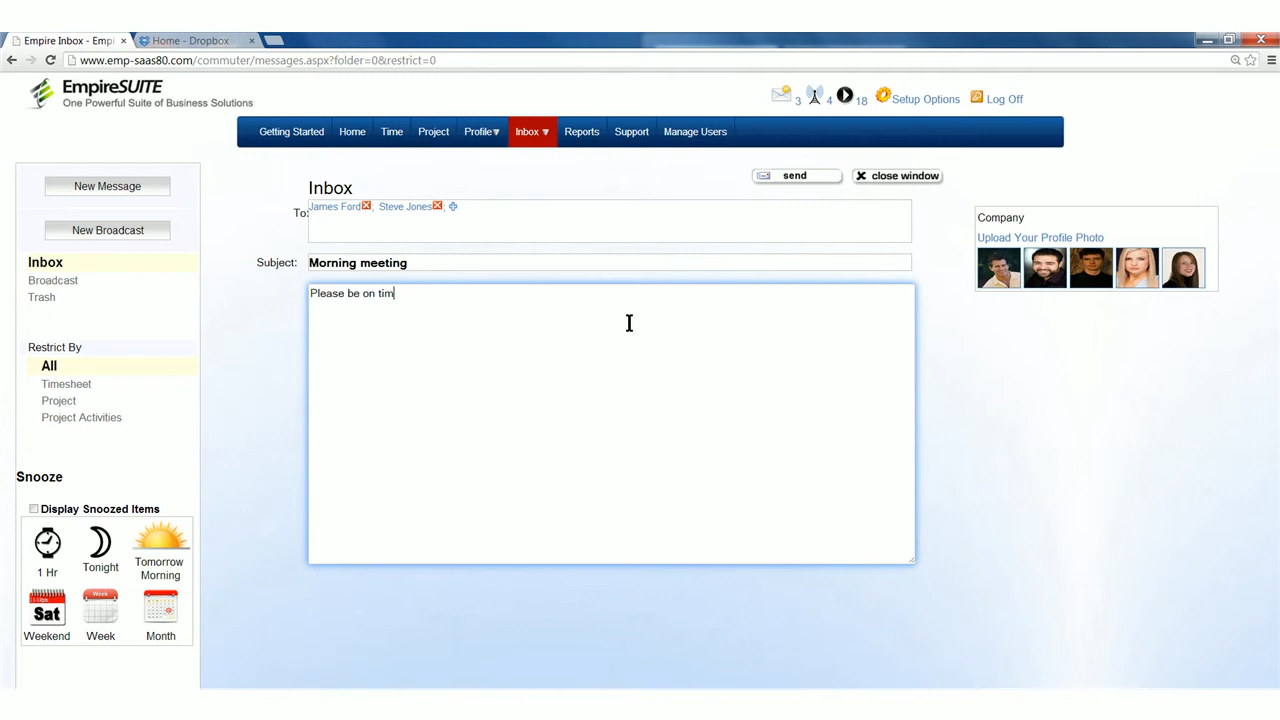 Empire Inbox - Empi
Home - Dropbox
www.emp-saas80.com/commuter/messages.aspx?folder=0&restrict=0
EmpireSUITE
One Powerful Suite of Business Solutions
3 4 18 Setup Options Log Off
Getting Started Home Time Project Profile▾ Inbox ▾ Reports Support Manage Users
New Message
New Broadcast
Inbox
Broadcast
Trash
Restrict By
All
Timesheet
Project
Project Activities
Snooze
Display Snoozed Items
1 Hr
Tonight
Tomorrow
Morning
Sat
Weekend
Week
Week
Month
Inbox
send
close window
To:
James Ford; Steve Jones;
Subject: Morning meeting
Please be on tim
Company
Upload Your Profile Photo